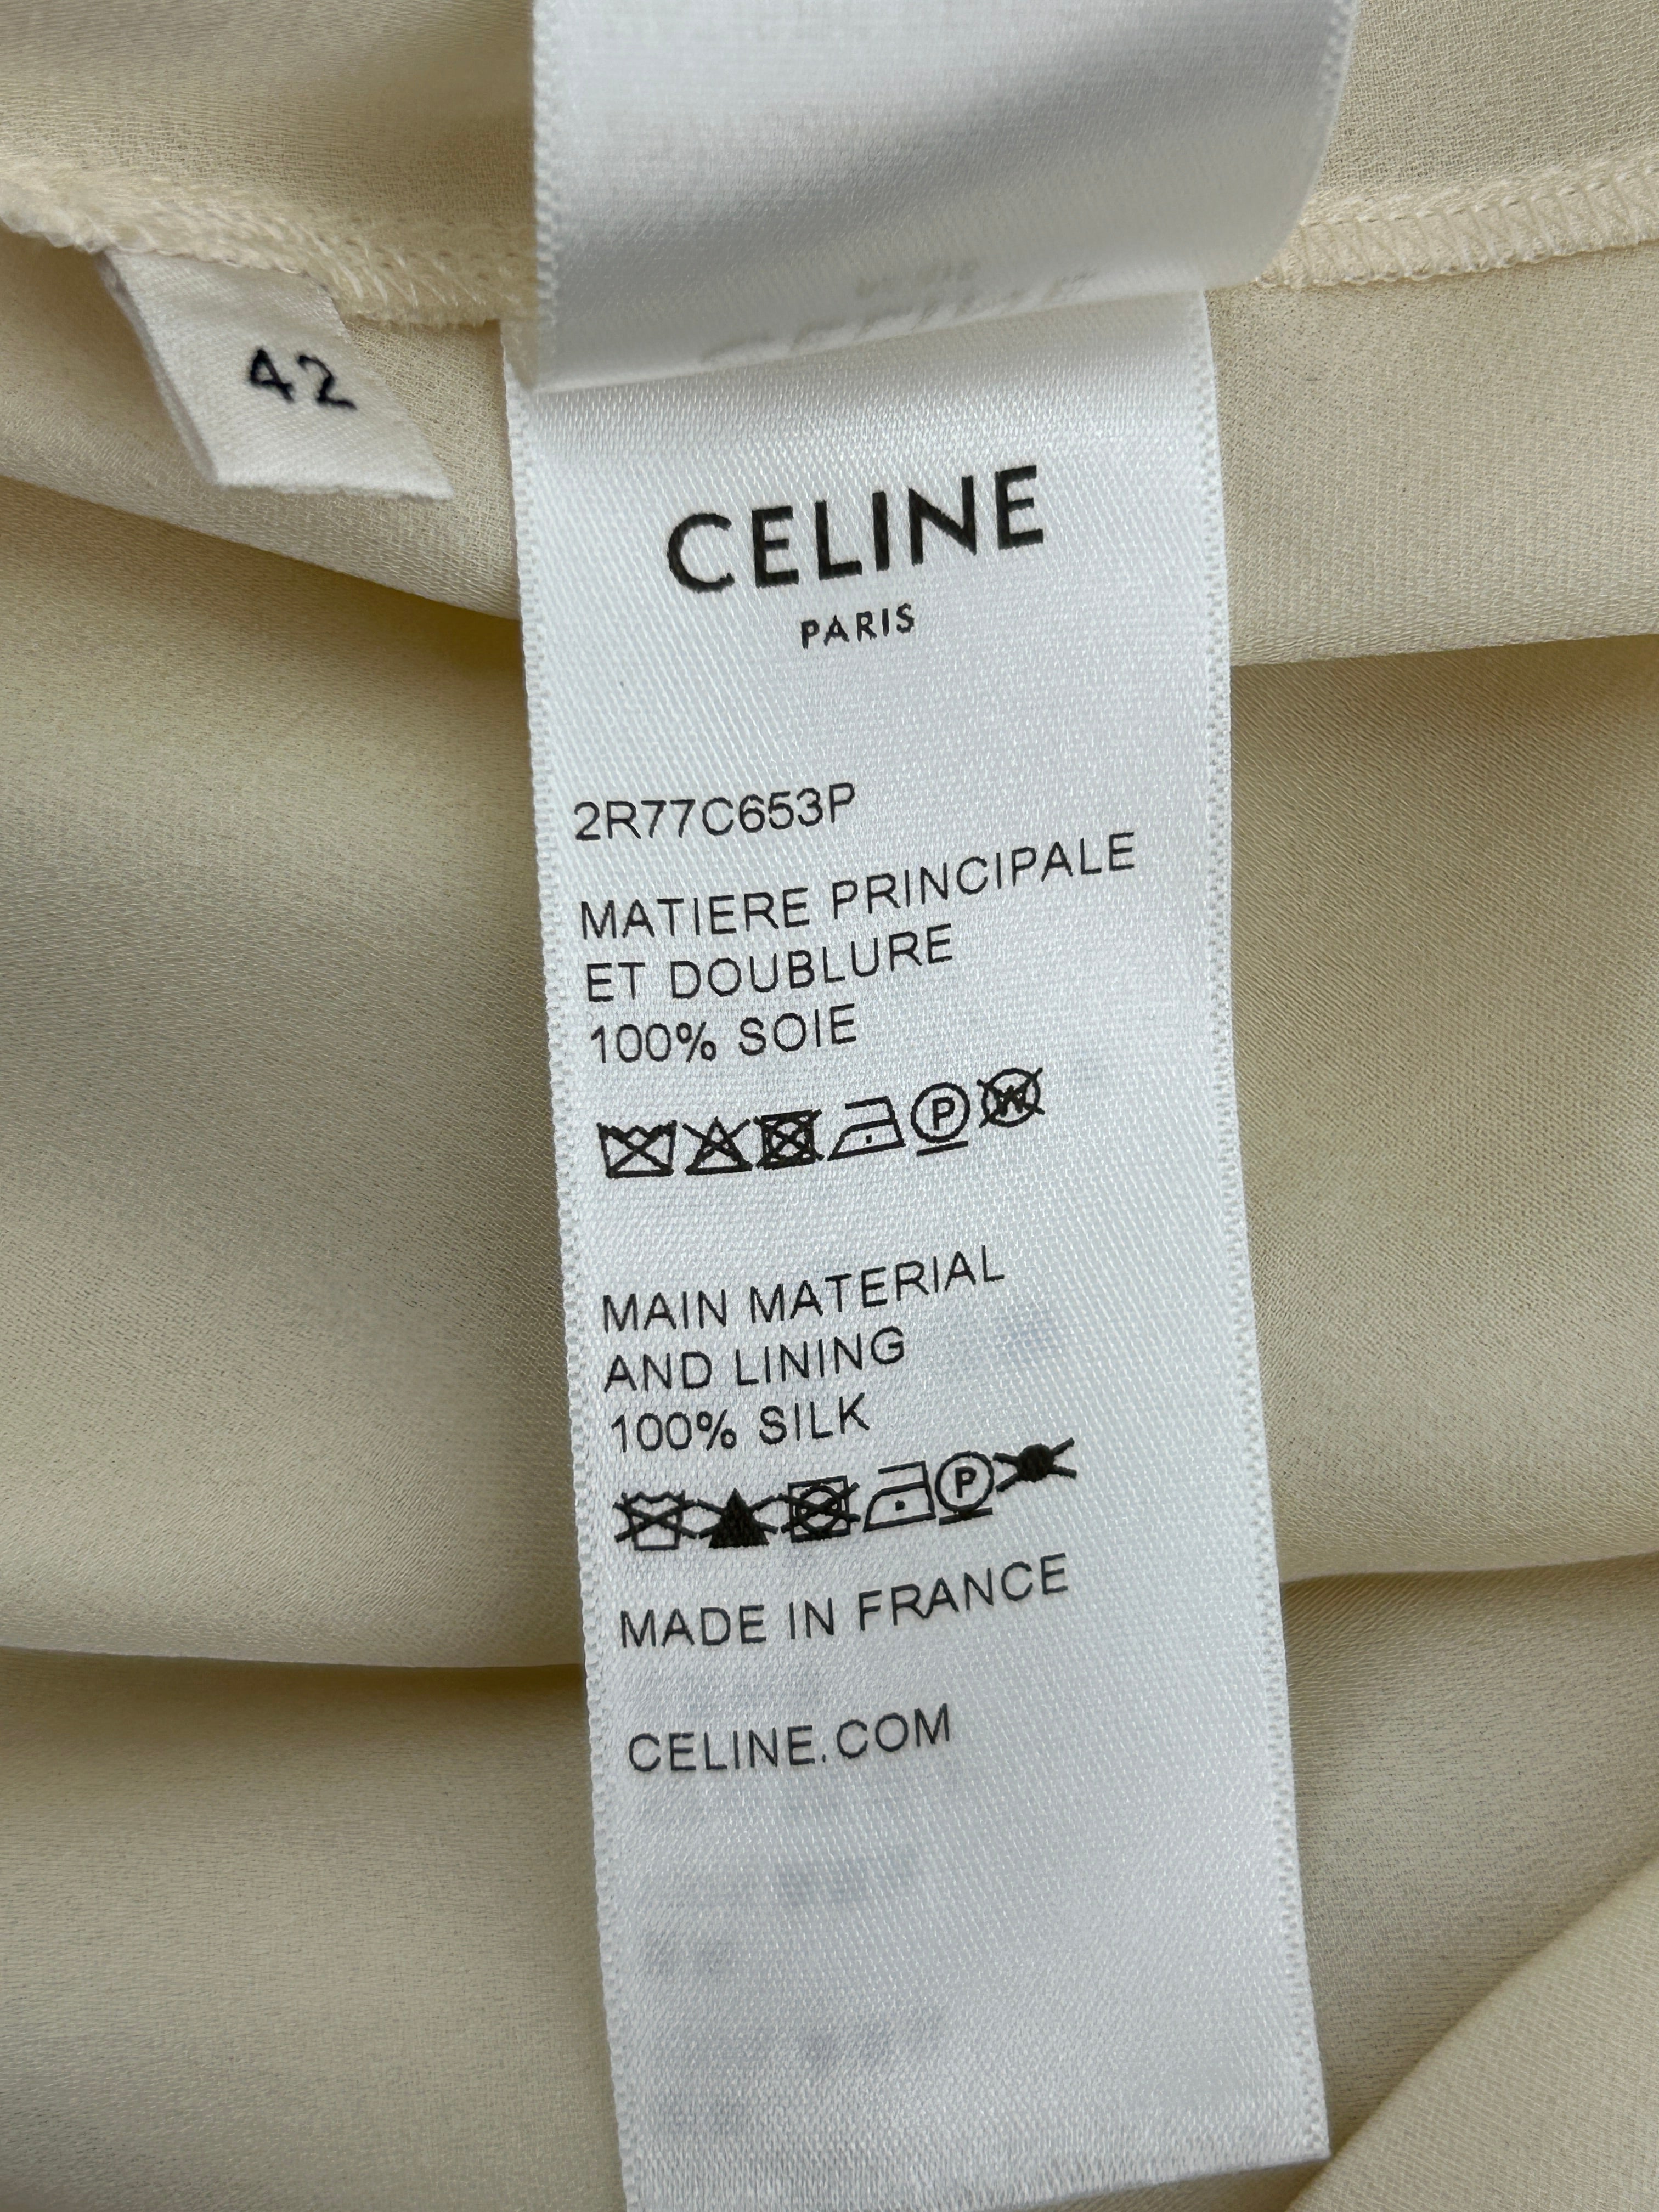 42
CELINE
PARIS
2R77C653P
MATIERE PRINCIPALE
ET DOUBLURE
100% SOIE
P W
MAIN MATERIAL
AND LINING
100% SILK
P
MADE IN FRANCE
CELINE.COM